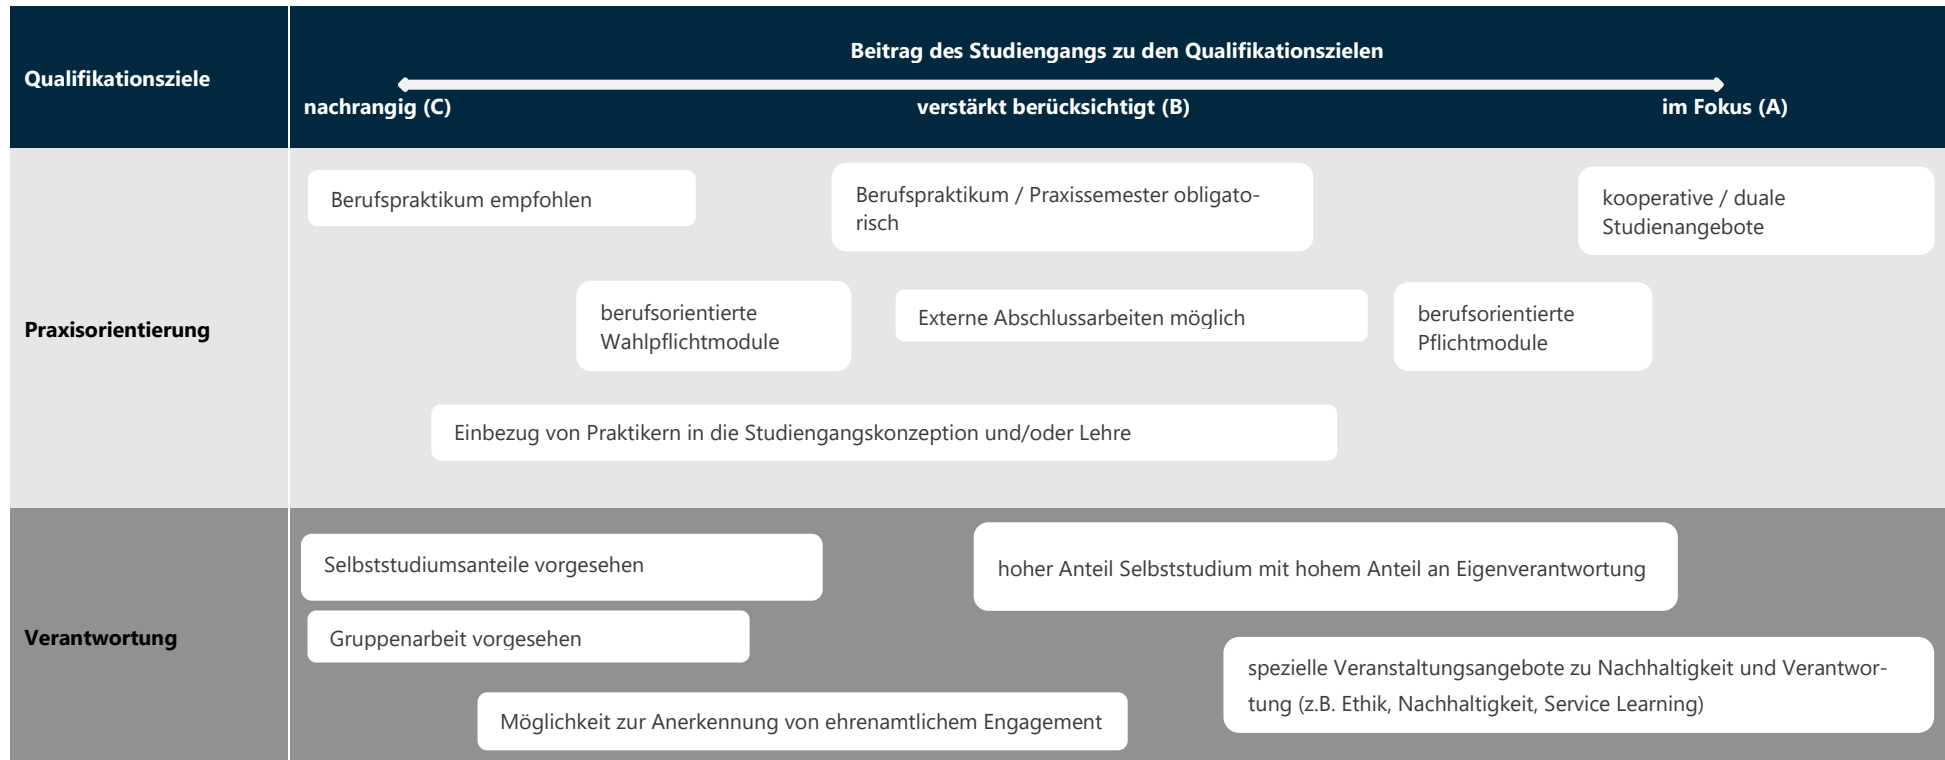 Qualifikationsziele
Beitrag des Studiengangs zu den Qualifikationszielen
nachrangig (C)
verstärkt berücksichtigt (B)
im Fokus (A)
Praxisorientierung
Berufspraktikum empfohlen
Berufspraktikum / Praxissemester obligato-
risch
kooperative / duale
Studienangebote
berufsorientierte
Wahlpflichtmodule
Externe Abschlussarbeiten möglich
berufsorientierte
Pflichtmodule
Einbezug von Praktikern in die Studiengangskonzeption und/oder Lehre
Verantwortung
Selbststudiumsanteile vorgesehen
hoher Anteil Selbststudium mit hohem Anteil an Eigenverantwortung
Gruppenarbeit vorgesehen
spezielle Veranstaltungsangebote zu Nachhaltigkeit und Verantwor-
tung (z.B. Ethik, Nachhaltigkeit, Service Learning)
Möglichkeit zur Anerkennung von ehrenamtlichem Engagement